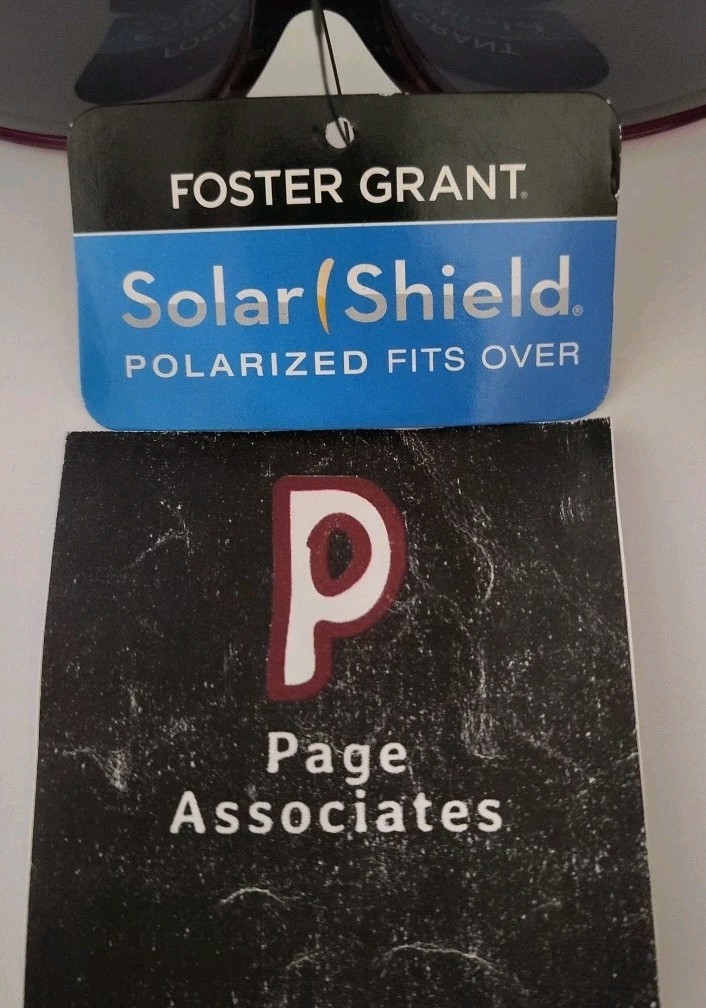 FOSTER GRANT®
Solar(Shield®
POLARIZED FITS OVER
P
Page
Associates